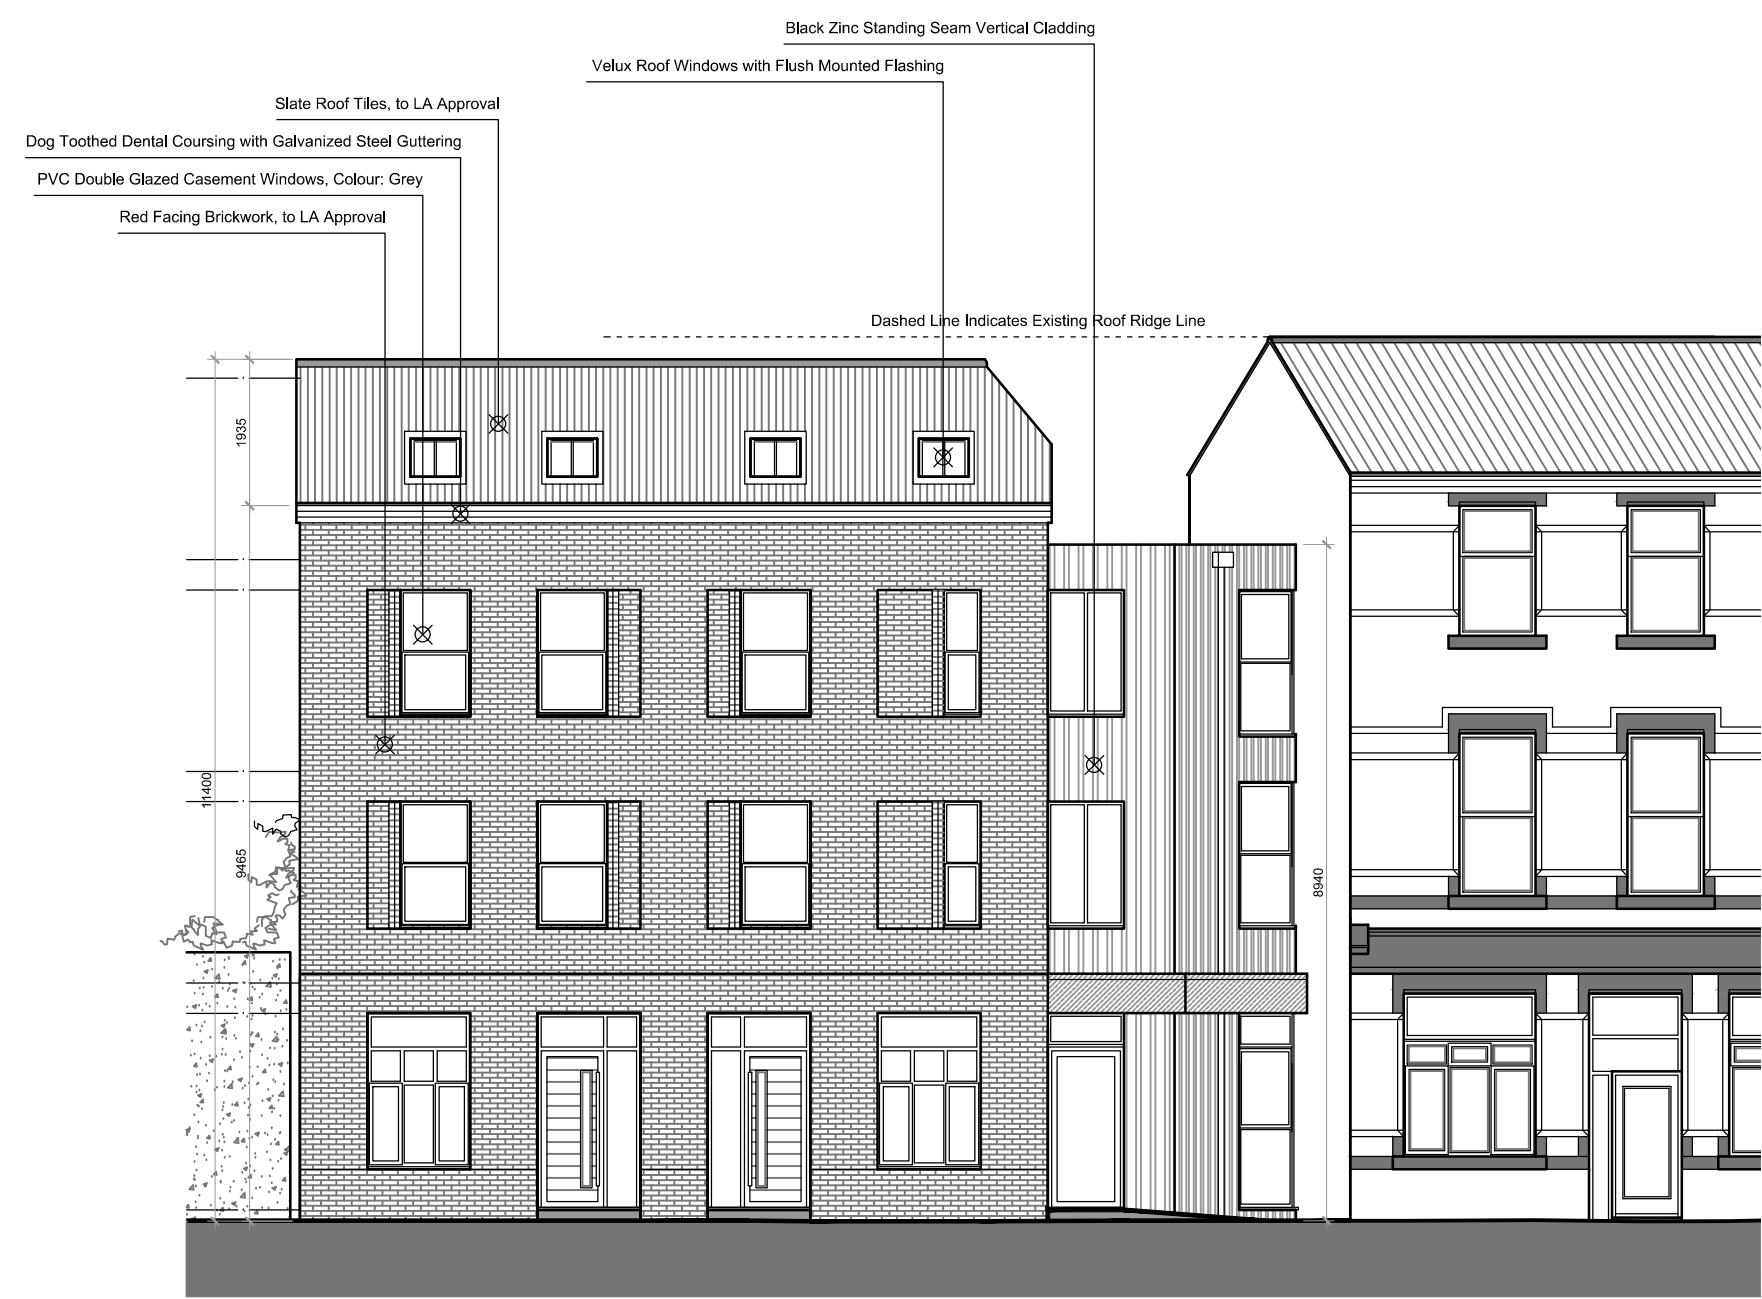 Black Zinc Standing Seam Vertical Cladding
Velux Roof Windows with Flush Mounted Flashing
Slate Roof Tiles, to LA Approval
Dog Toothed Dental Coursing with Galvanized Steel Guttering
PVC Double Glazed Casement Windows, Colour: Grey
Red Facing Brickwork, to LA Approval
Dashed Line Indicates Existing Roof Ridge Line
1935
11400
9465
8940